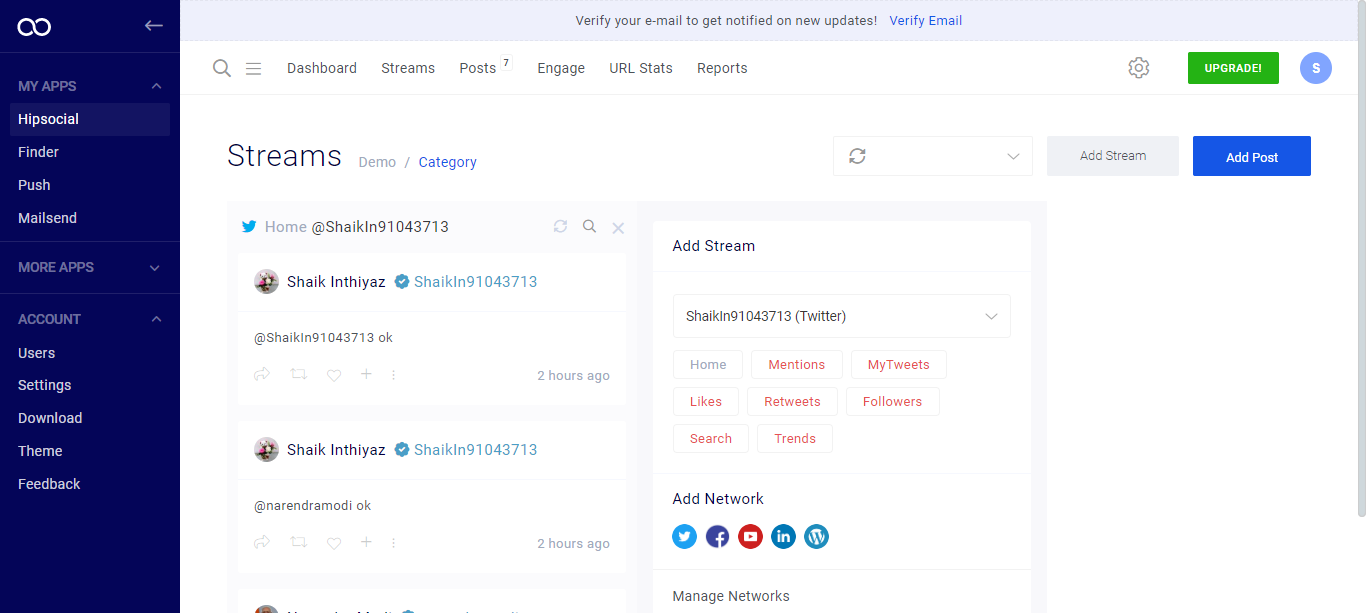 Verify your e-mail to get notified on new updates! Verify Email
MY APPS
Hipsocial
Finder
Push
Mailsend
MORE APPS
ACCOUNT
Users
Settings
Download
Theme
Feedback
Dashboard Streams Posts 7 Engage URL Stats Reports
UPGRADE! S
Streams Demo / Category
Add Stream Add Post
Home @ShaikIn91043713
Shaik Inthiyaz ShaikIn91043713
@ShaikIn91043713 ok
2 hours ago
Shaik Inthiyaz ShaikIn91043713
@narendramodi ok
2 hours ago
Add Stream
ShaikIn91043713 (Twitter)
Home Mentions MyTweets
Likes Retweets Followers
Search Trends
Add Network
Manage Networks